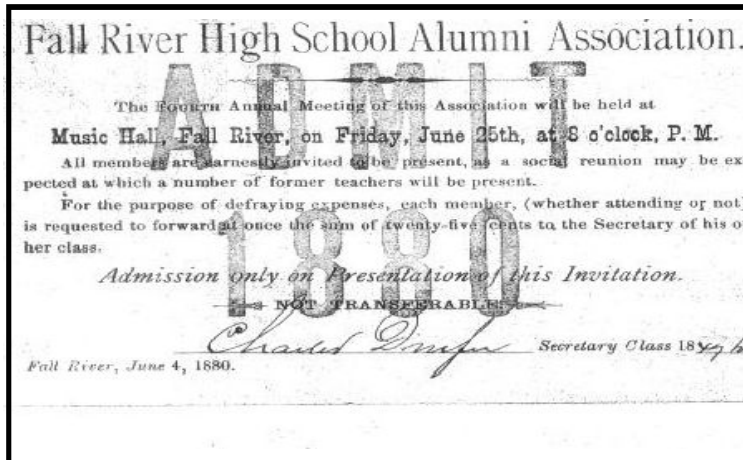 Fall River High School Alumni Association.
ADMIT
The Fourth Annual Meeting of this Association will be held at
Music Hall, Fall River, on Friday, June 25th, at 8 o'clock, P. M.
All members are earnestly invited to be present, as a social reunion may be ex
pected at which a number of former teachers will be present.
For the purpose of defraying expenses, each member, (whether attending or not)
is requested to forward at once the sum of twenty-five cents to the Secretary of his o
her class.
1880
Admission only on Presentation of this Invitation.
NOT TRANSFERABLE.
Charles Secretary Class 18
Fall River, June 4, 1880.